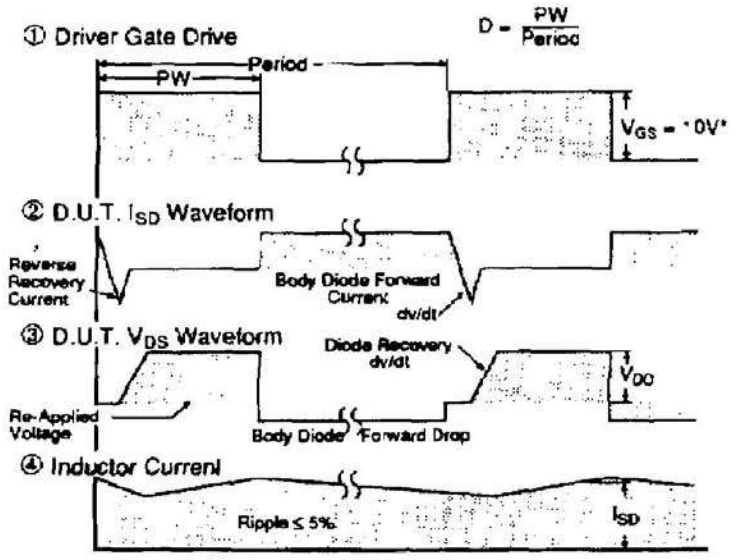 ① Driver Gate Drive
D = PW
Period
Period
PW
VGS = *0V*
② D.U.T. ISD Waveform
Reverse
Recovery
Current
Body Diode Forward
Current
dv/dt
③ D.U.T. VDS Waveform
Diode Recovery
dv/dt
VDD
Re-Applied
Voltage
Body Diode Forward Drop
④ Inductor Current
Ripple ≤ 5%
ISD